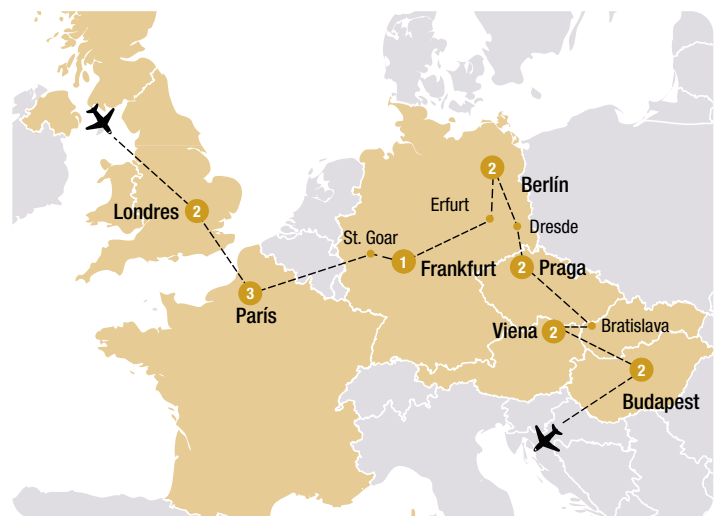 2
Berlín
Londres
2
Erfurt
Dresde
St. Goar
1
Frankfurt
2
Praga
3
París
Viena
2
Bratislava
2
Budapest